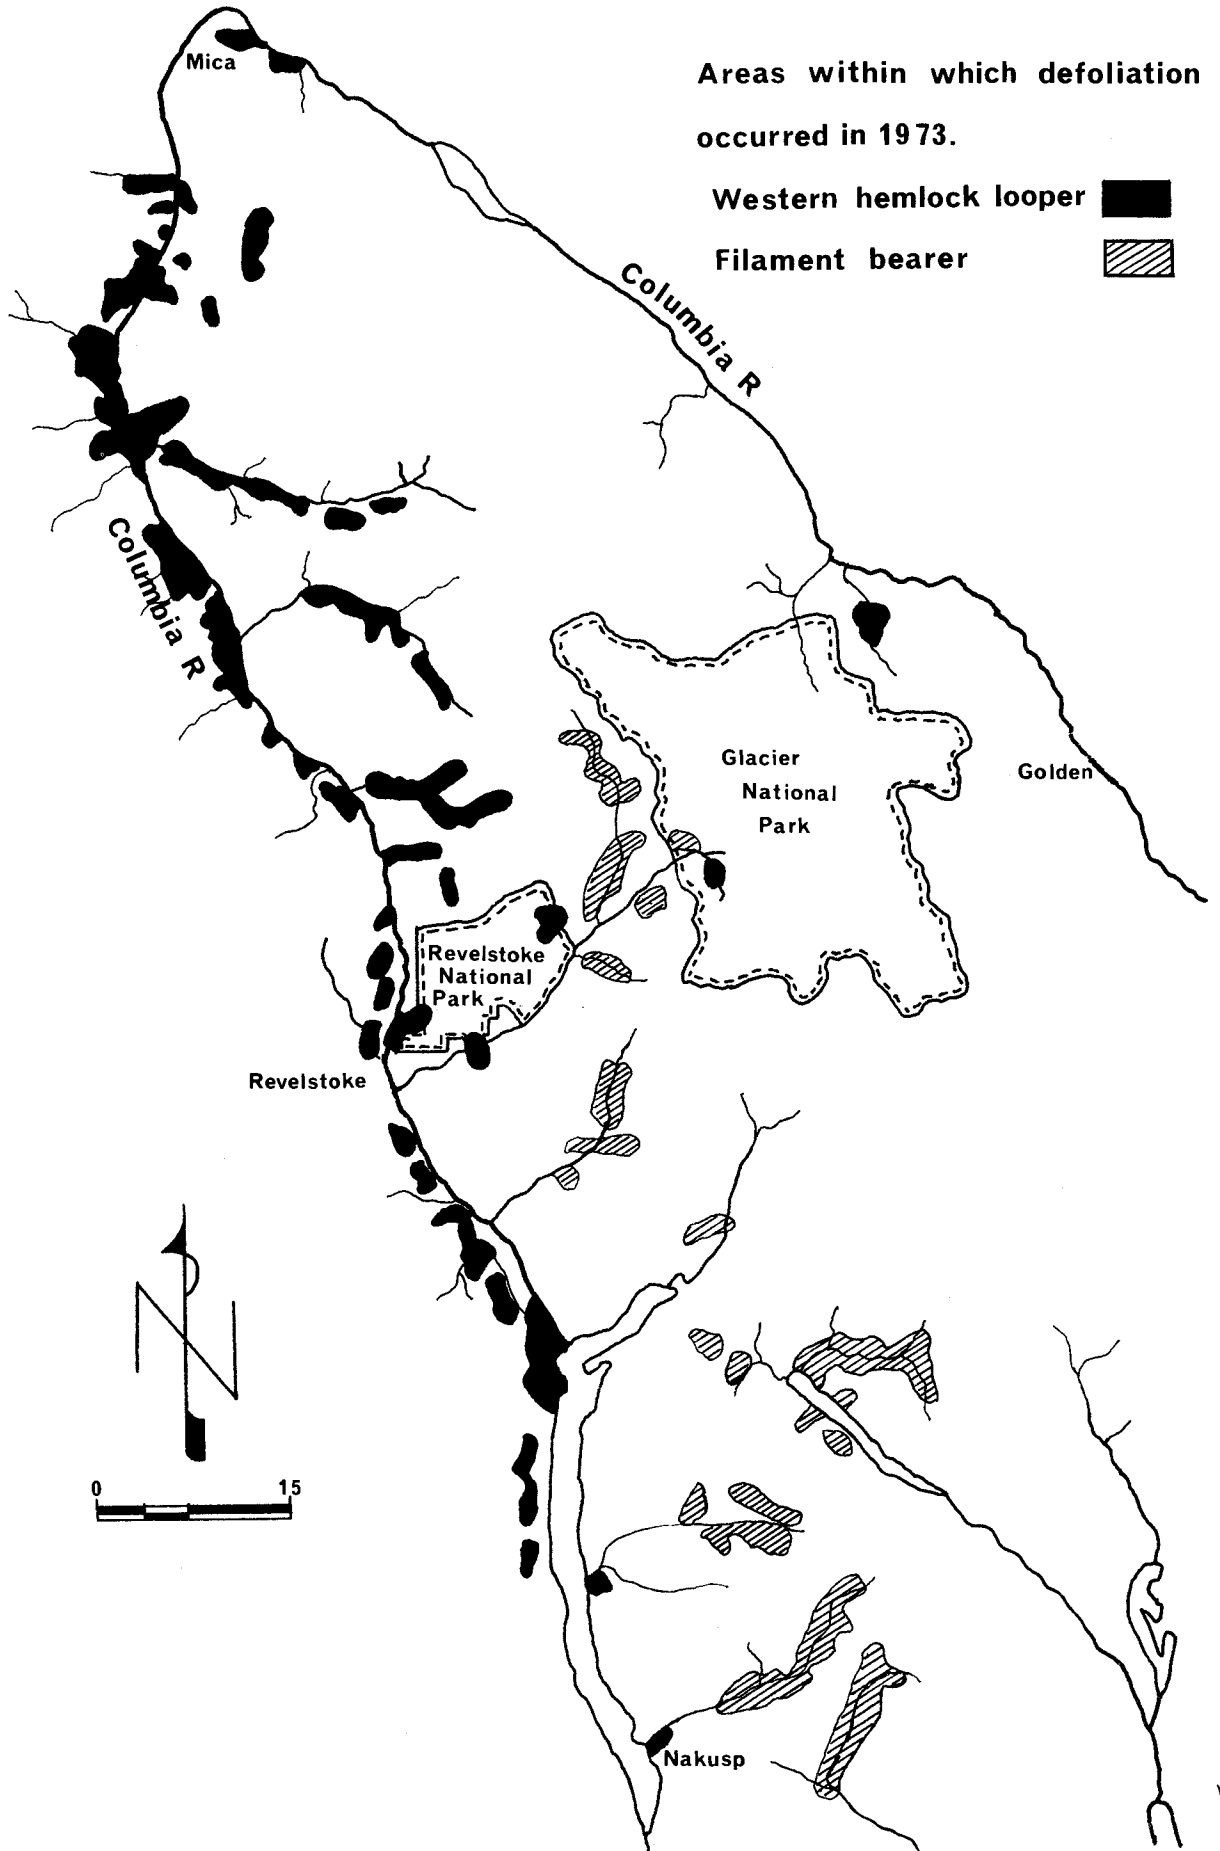 Mica
Areas within which defoliation
occurred in 1973.
Western hemlock looper
Filament bearer
Columbia R
Columbia R
Glacier
National
Park
Golden
Revelstoke
National
Park
Revelstoke
N
0 15
Nakusp